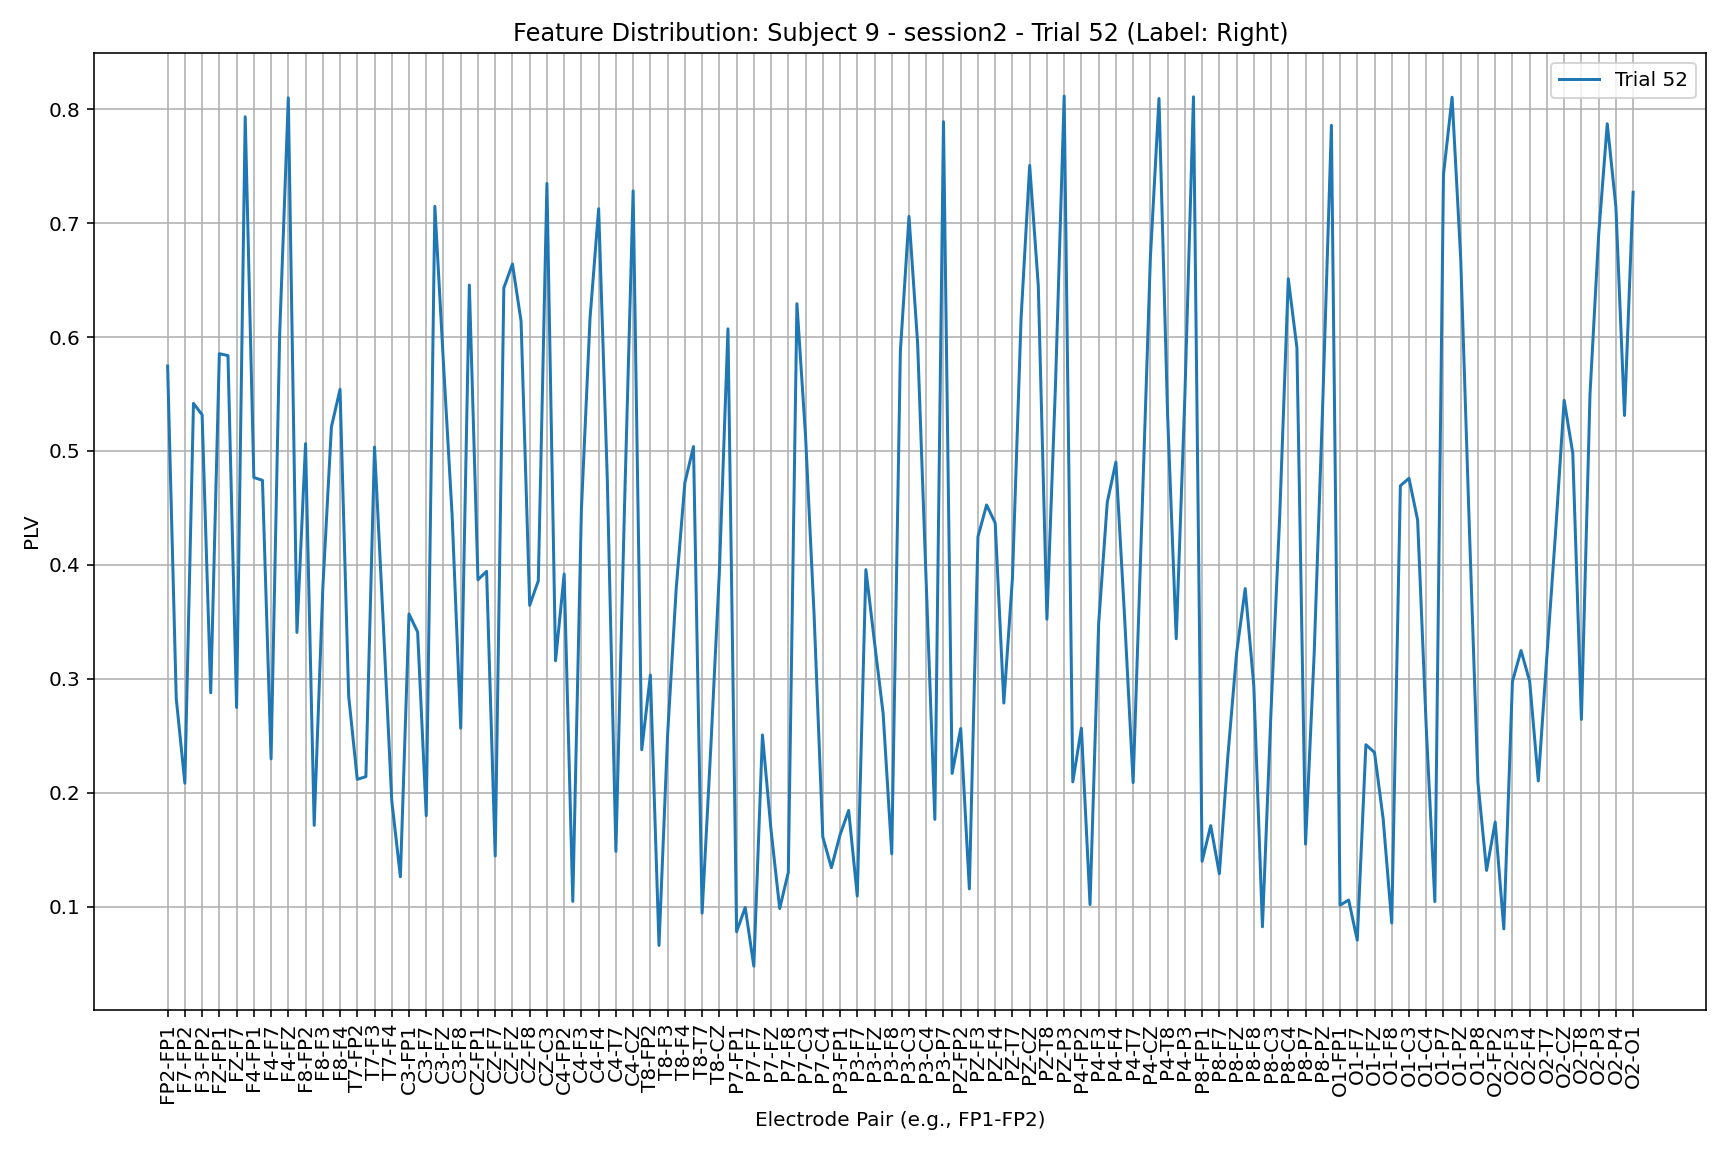 Feature Distribution: Subject 9 - session2 - Trial 52 (Label: Right)
Trial 52
0.8
0.7
0.6
0.5
0.4
0.3
0.2
0.1
PLV
FP2-FP1
F7-FP2
F3-FP2
FZ-FP1
FZ-F7
F4-FP1
F4-F7
F4-FZ
F8-FP2
F8-F3
F8-F4
T7-FP2
T7-F3
T7-F4
C3-FP1
C3-F7
C3-FZ
C3-F8
CZ-FP1
CZ-F7
CZ-FZ
CZ-F8
CZ-C3
C4-FP2
C4-F3
C4-F4
C4-T7
C4-CZ
T8-FP2
T8-F3
T8-F4
T8-T7
T8-CZ
P7-FP1
P7-F7
P7-FZ
P7-F8
P7-C3
P7-C4
P3-FP1
P3-F7
P3-FZ
P3-F8
P3-C3
P3-C4
P3-P7
PZ-FP2
PZ-F3
PZ-F4
PZ-T7
PZ-CZ
PZ-T8
PZ-P3
P4-FP2
P4-F3
P4-F4
P4-T7
P4-CZ
P4-T8
P4-P3
P8-FP1
P8-F7
P8-FZ
P8-F8
P8-C3
P8-C4
P8-P7
P8-PZ
O1-FP1
O1-F7
O1-FZ
O1-F8
O1-C3
O1-C4
O1-P7
O1-PZ
O1-P8
O2-FP2
O2-F3
O2-F4
O2-T7
O2-CZ
O2-T8
O2-P3
O2-P4
O2-O1
Electrode Pair (e.g., FP1-FP2)